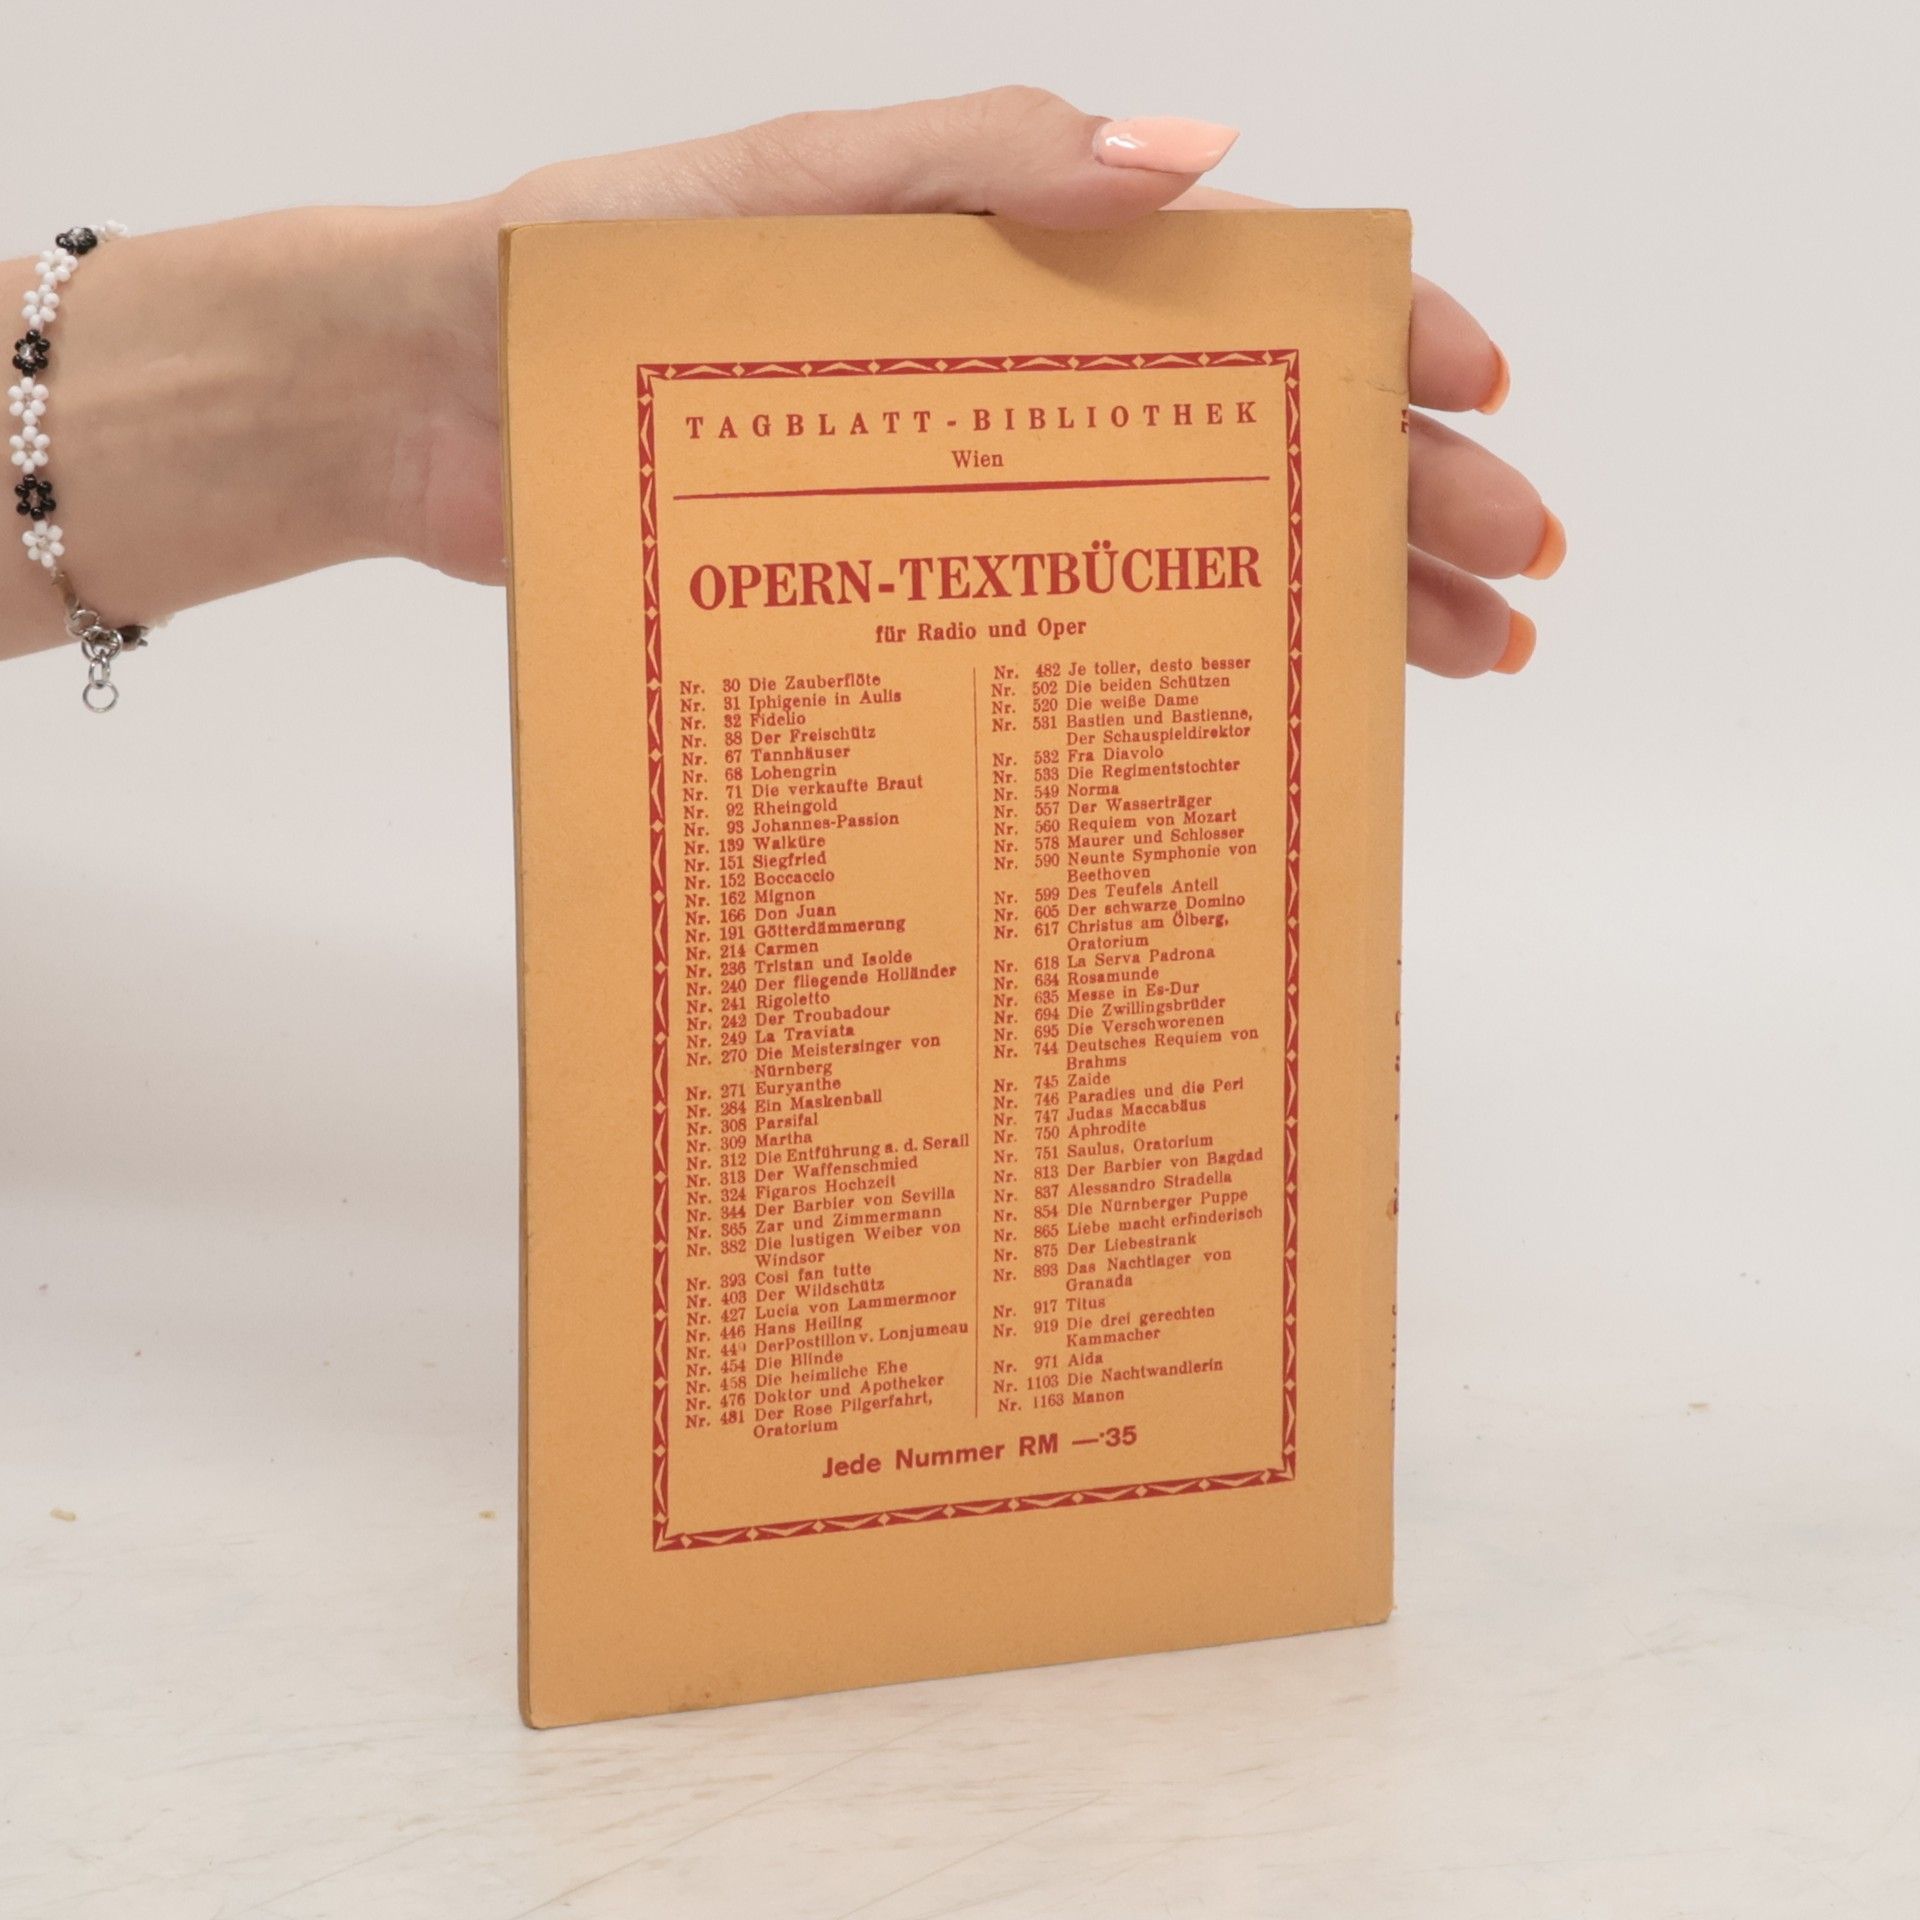 TAGBLATT-BIBLIOTHEK
Wien
OPERN-TEXTBÜCHER
für Radio und Oper
Nr. 30 Die Zauberflöte
Nr. 31 Iphigenie in Aulis
Nr. 32 Fidelio
Nr. 38 Der Freischütz
Nr. 67 Tannhäuser
Nr. 68 Lohengrin
Nr. 71 Die verkaufte Braut
Nr. 92 Rheingold
Nr. 93 Johannes-Passion
Nr. 139 Walküre
Nr. 151 Siegfried
Nr. 152 Boccaccio
Nr. 162 Mignon
Nr. 166 Don Juan
Nr. 191 Götterdämmerung
Nr. 214 Carmen
Nr. 236 Tristan und Isolde
Nr. 240 Der fliegende Holländer
Nr. 241 Rigoletto
Nr. 242 Der Troubadour
Nr. 249 La Traviata
Nr. 270 Die Meistersinger von
Nürnberg
Nr. 271 Euryanthe
Nr. 284 Ein Maskenball
Nr. 308 Parsifal
Nr. 309 Martha
Nr. 312 Die Entführung a. d. Serail
Nr. 313 Der Waffenschmied
Nr. 324 Figaros Hochzeit
Nr. 344 Der Barbier von Sevilla
Nr. 365 Zar und Zimmermann
Nr. 382 Die lustigen Weiber von
Windsor
Nr. 393 Cosi fan tutte
Nr. 403 Der Wildschütz
Nr. 427 Lucia von Lammermoor
Nr. 446 Hans Heiling
Nr. 449 Der Postillon v. Lonjumeau
Nr. 454 Die Blinde
Nr. 458 Die heimliche Ehe
Nr. 476 Doktor und Apotheker
Nr. 481 Der Rose Pilgerfahrt,
Oratorium
Nr. 482 Je toller, desto besser
Nr. 502 Die beiden Schützen
Nr. 520 Die weiße Dame
Nr. 531 Bastien und Bastienne,
Der Schauspieldirektor
Nr. 532 Fra Diavolo
Nr. 533 Die Regimentstochter
Nr. 549 Norma
Nr. 557 Der Wasserträger
Nr. 560 Requiem von Mozart
Nr. 578 Maurer und Schlosser
Nr. 590 Neunte Symphonie von
Beethoven
Nr. 599 Des Teufels Anteil
Nr. 605 Der schwarze Domino
Nr. 617 Christus am Ölberg,
Oratorium
Nr. 618 La Serva Padrona
Nr. 634 Rosamunde
Nr. 635 Messe in Es-Dur
Nr. 694 Die Zwillingsbrüder
Nr. 695 Die Verschworenen
Nr. 744 Deutsches Requiem von
Brahms
Nr. 745 Zaide
Nr. 746 Paradies und die Peri
Nr. 747 Judas Maccabäus
Nr. 750 Aphrodite
Nr. 751 Saulus, Oratorium
Nr. 813 Der Barbier von Bagdad
Nr. 837 Alessandro Stradella
Nr. 854 Die Nürnberger Puppe
Nr. 865 Liebe macht erfinderisch
Nr. 875 Der Liebestrank
Nr. 893 Das Nachtlager von
Granada
Nr. 917 Titus
Nr. 919 Die drei gerechten
Kammacher
Nr. 971 Aida
Nr. 1103 Die Nachtwandlerin
Nr. 1163 Manon
Jede Nummer RM —·35